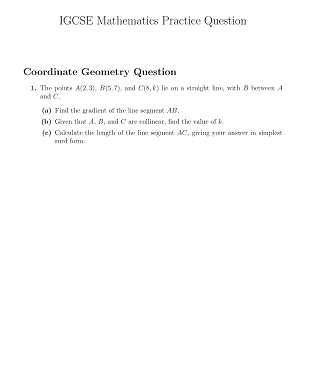 IGCSE Mathematics Practice Question
Coordinate Geometry Question
1. The points A(2, 3), B(5, 7), and C(8, k) lie on a straight line, with B between A
and C.
(a) Find the gradient of the line segment AB.
(b) Given that A, B, and C are collinear, find the value of k.
(c) Calculate the length of the line segment AC, giving your answer in simplest
surd form.